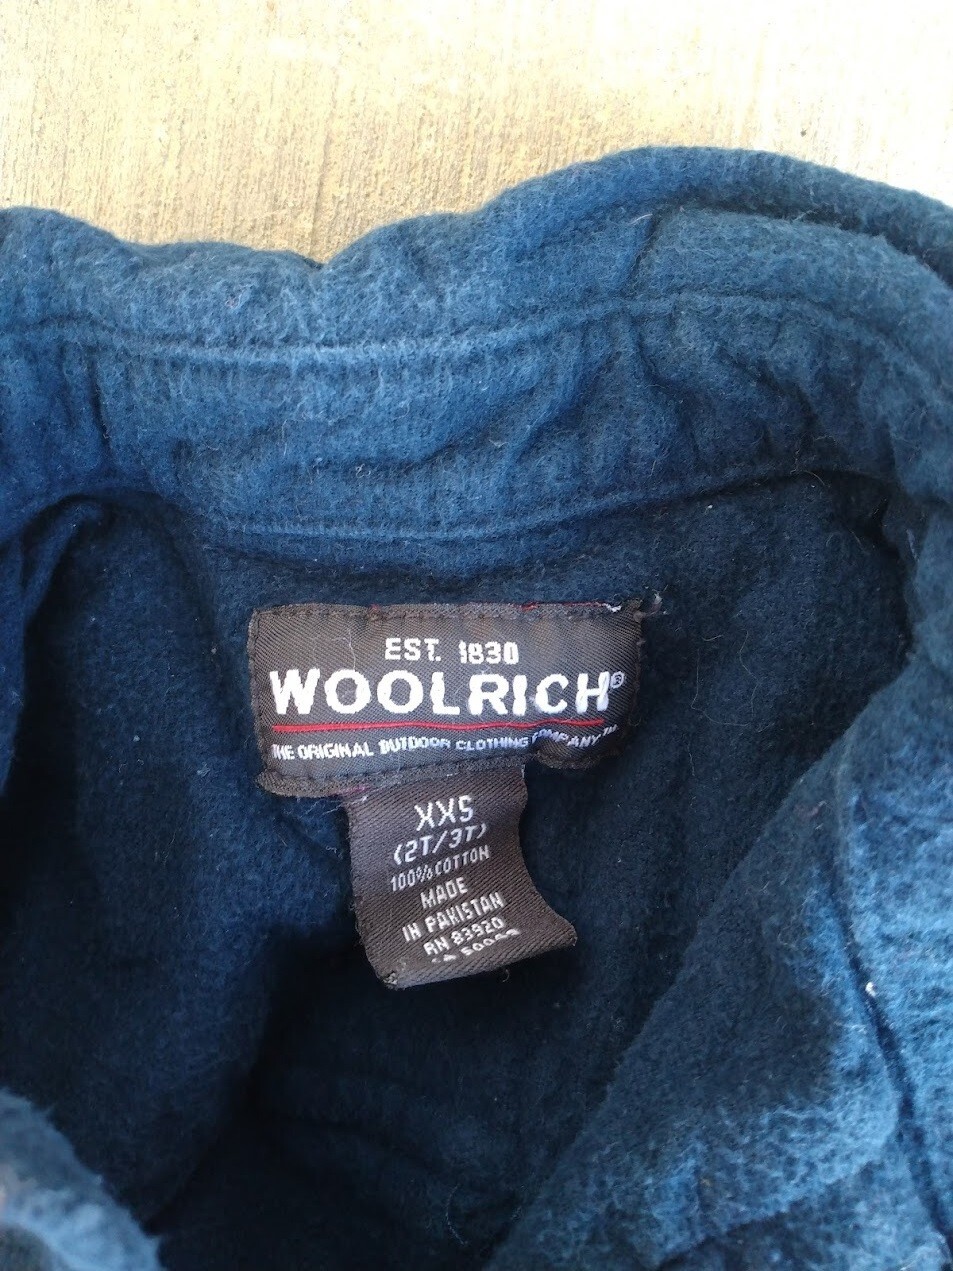 EST. 1830
WOOLRICH®
THE ORIGINAL OUTDOOR CLOTHING COMPANY™
XXS
(2T/3T)
100% COTTON
MADE
IN PAKISTAN
RN 83920